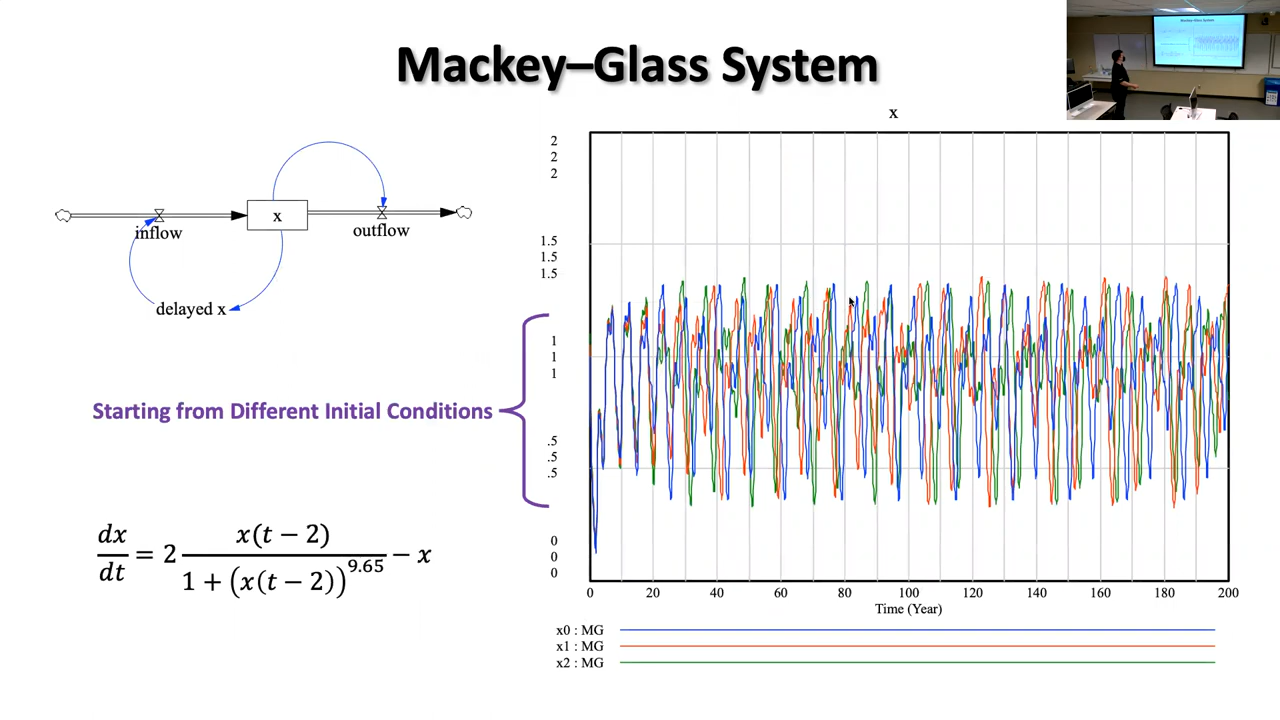 Mackey–Glass System
x
inflow
x
outflow
delayed x
Starting from Different Initial Conditions
dx/dt = 2 x(t − 2) / (1 + (x(t − 2))^9.65) − x
2
2
2
1.5
1.5
1.5
1
1
1
.5
.5
.5
0
0
0
0 20 40 60 80 100 120 140 160 180 200
Time (Year)
x0 : MG
x1 : MG
x2 : MG